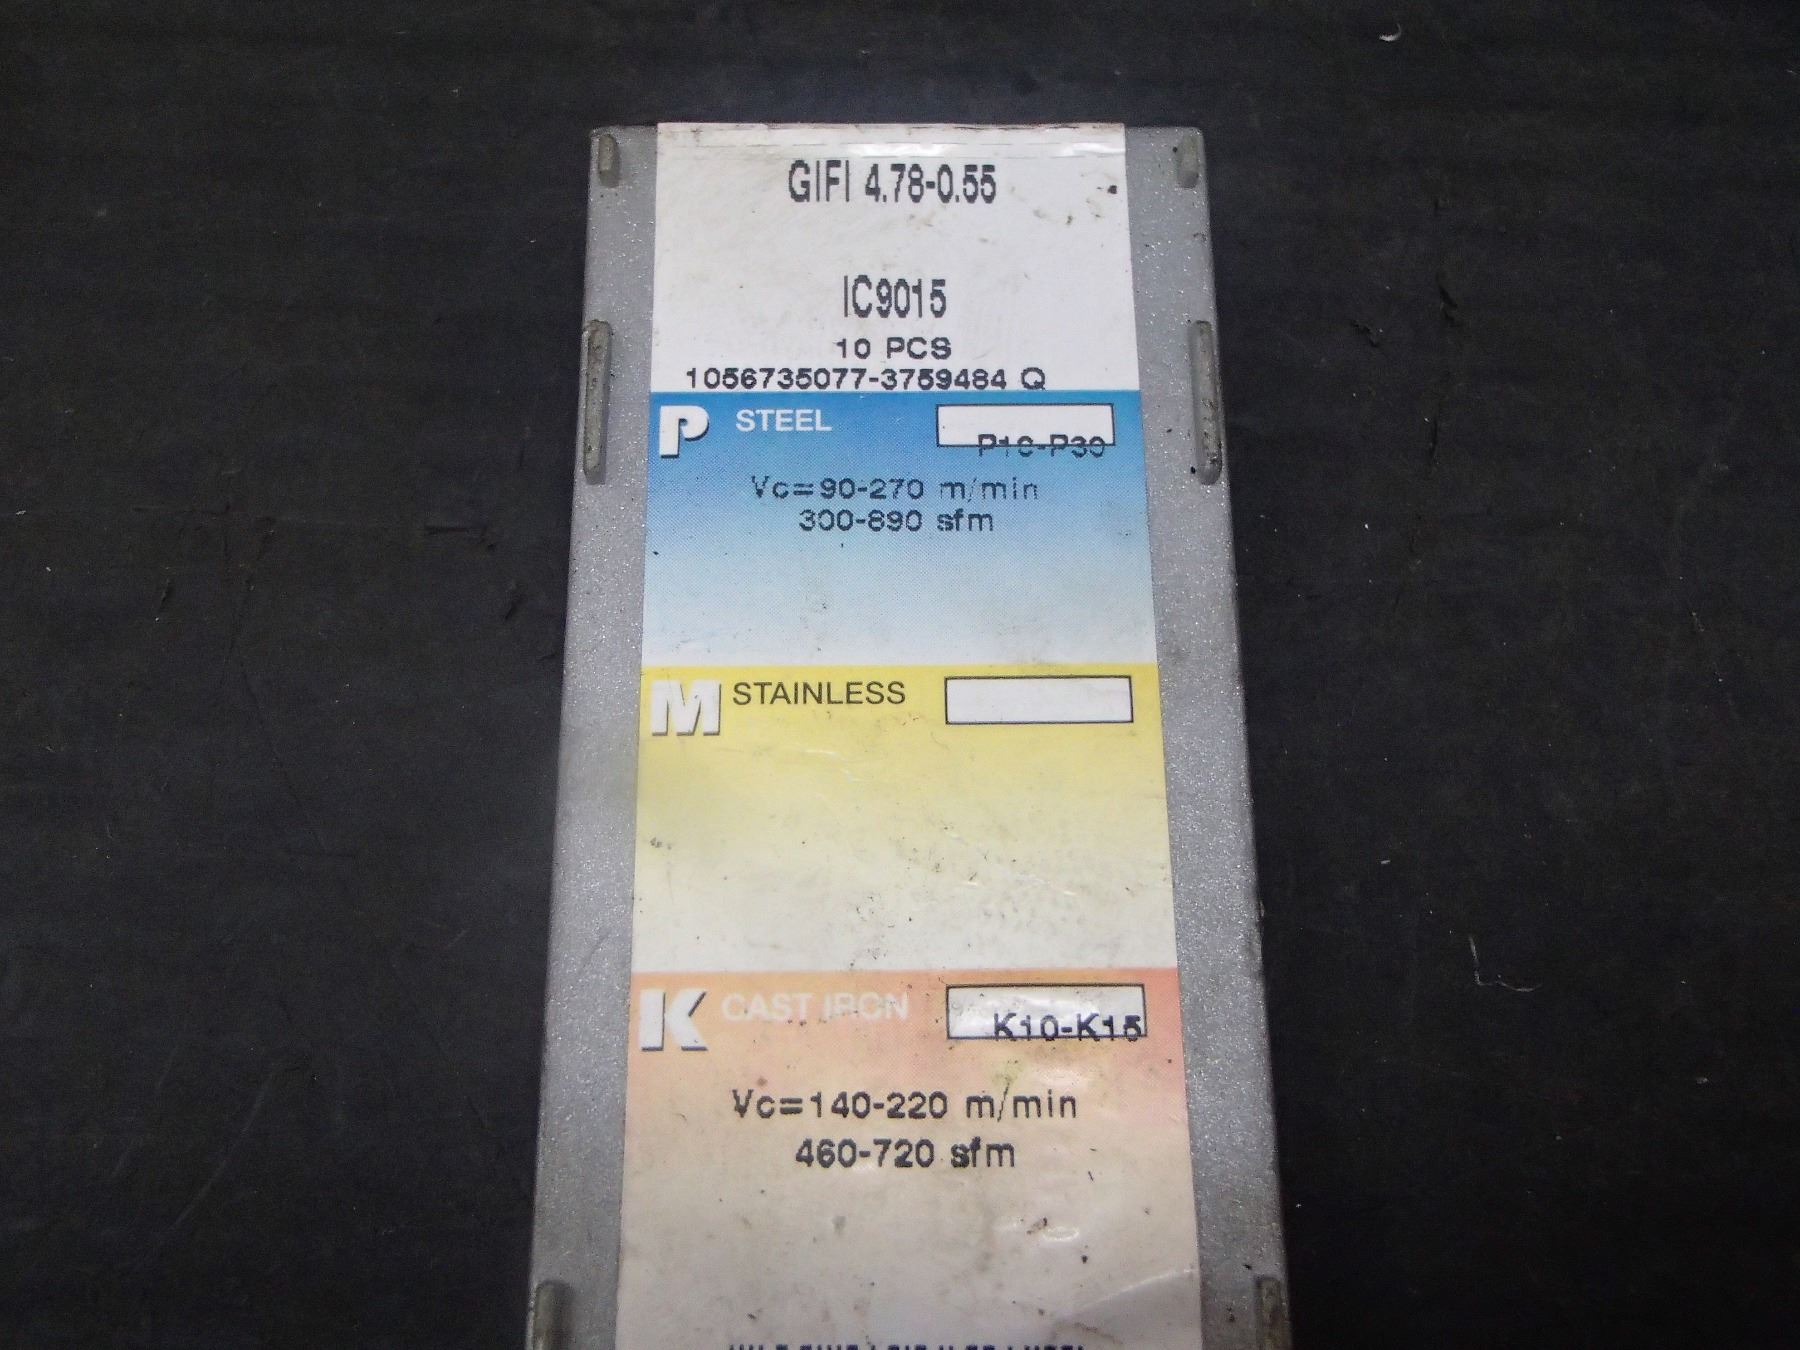 GIFI 4.78-0.55
IC9015
10 PCS
1056735077-3759484 Q
P STEEL P10-P30
Vc=90-270 m/min
300-890 sfm
M STAINLESS
K CAST IRON K10-K15
Vc=140-220 m/min
460-720 sfm